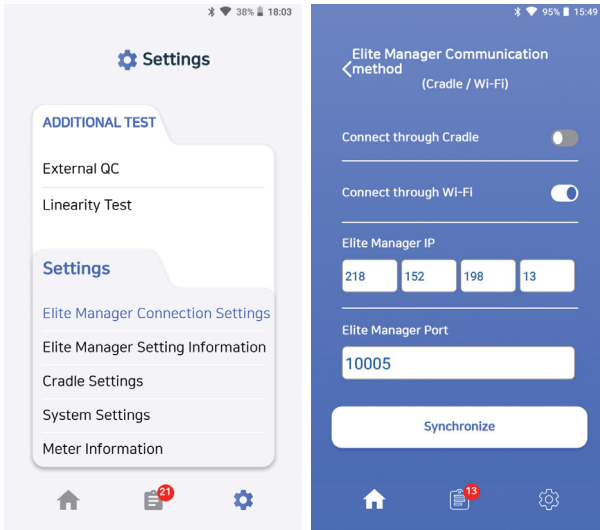 38% 18:03
Settings
ADDITIONAL TEST
External QC
Linearity Test
Settings
Elite Manager Connection Settings
Elite Manager Setting Information
Cradle Settings
System Settings
Meter Information
21
95% 15:49
Elite Manager Communication
method
(Cradle / Wi-Fi)
Connect through Cradle
Connect through Wi-Fi
Elite Manager IP
218 152 198 13
Elite Manager Port
10005
Synchronize
13